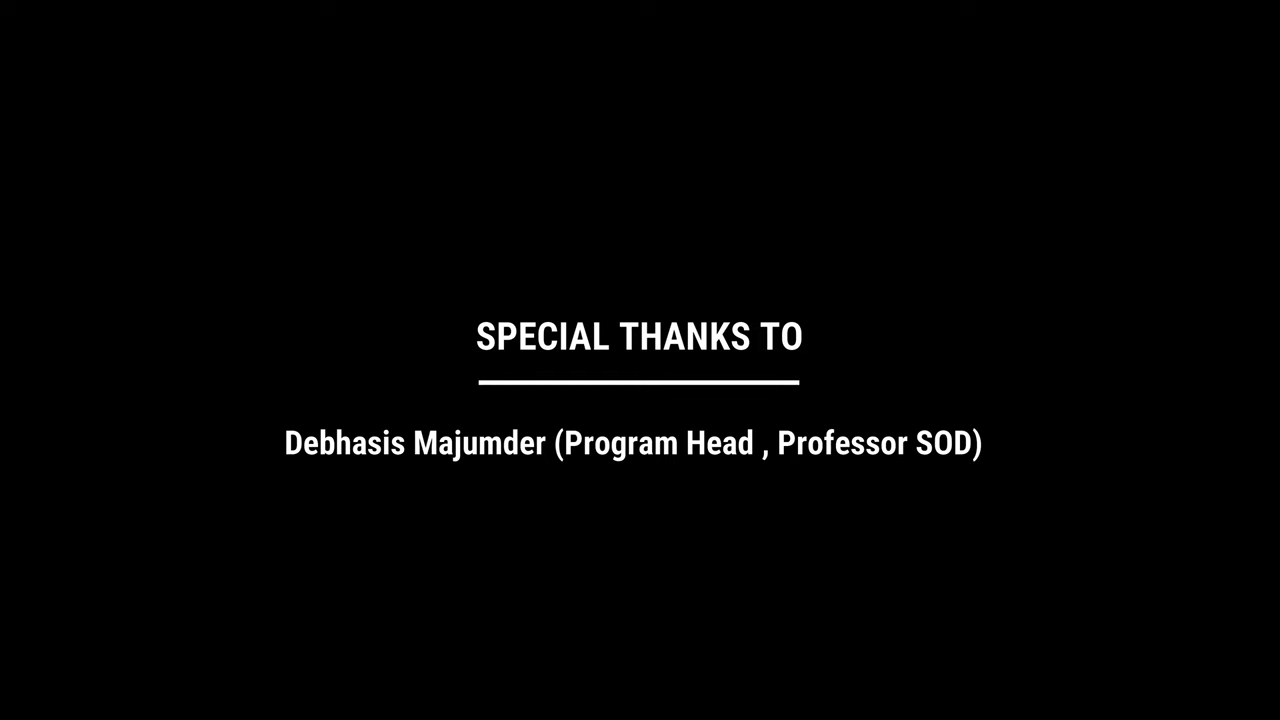 SPECIAL THANKS TO
Debhasis Majumder (Program Head , Professor SOD)